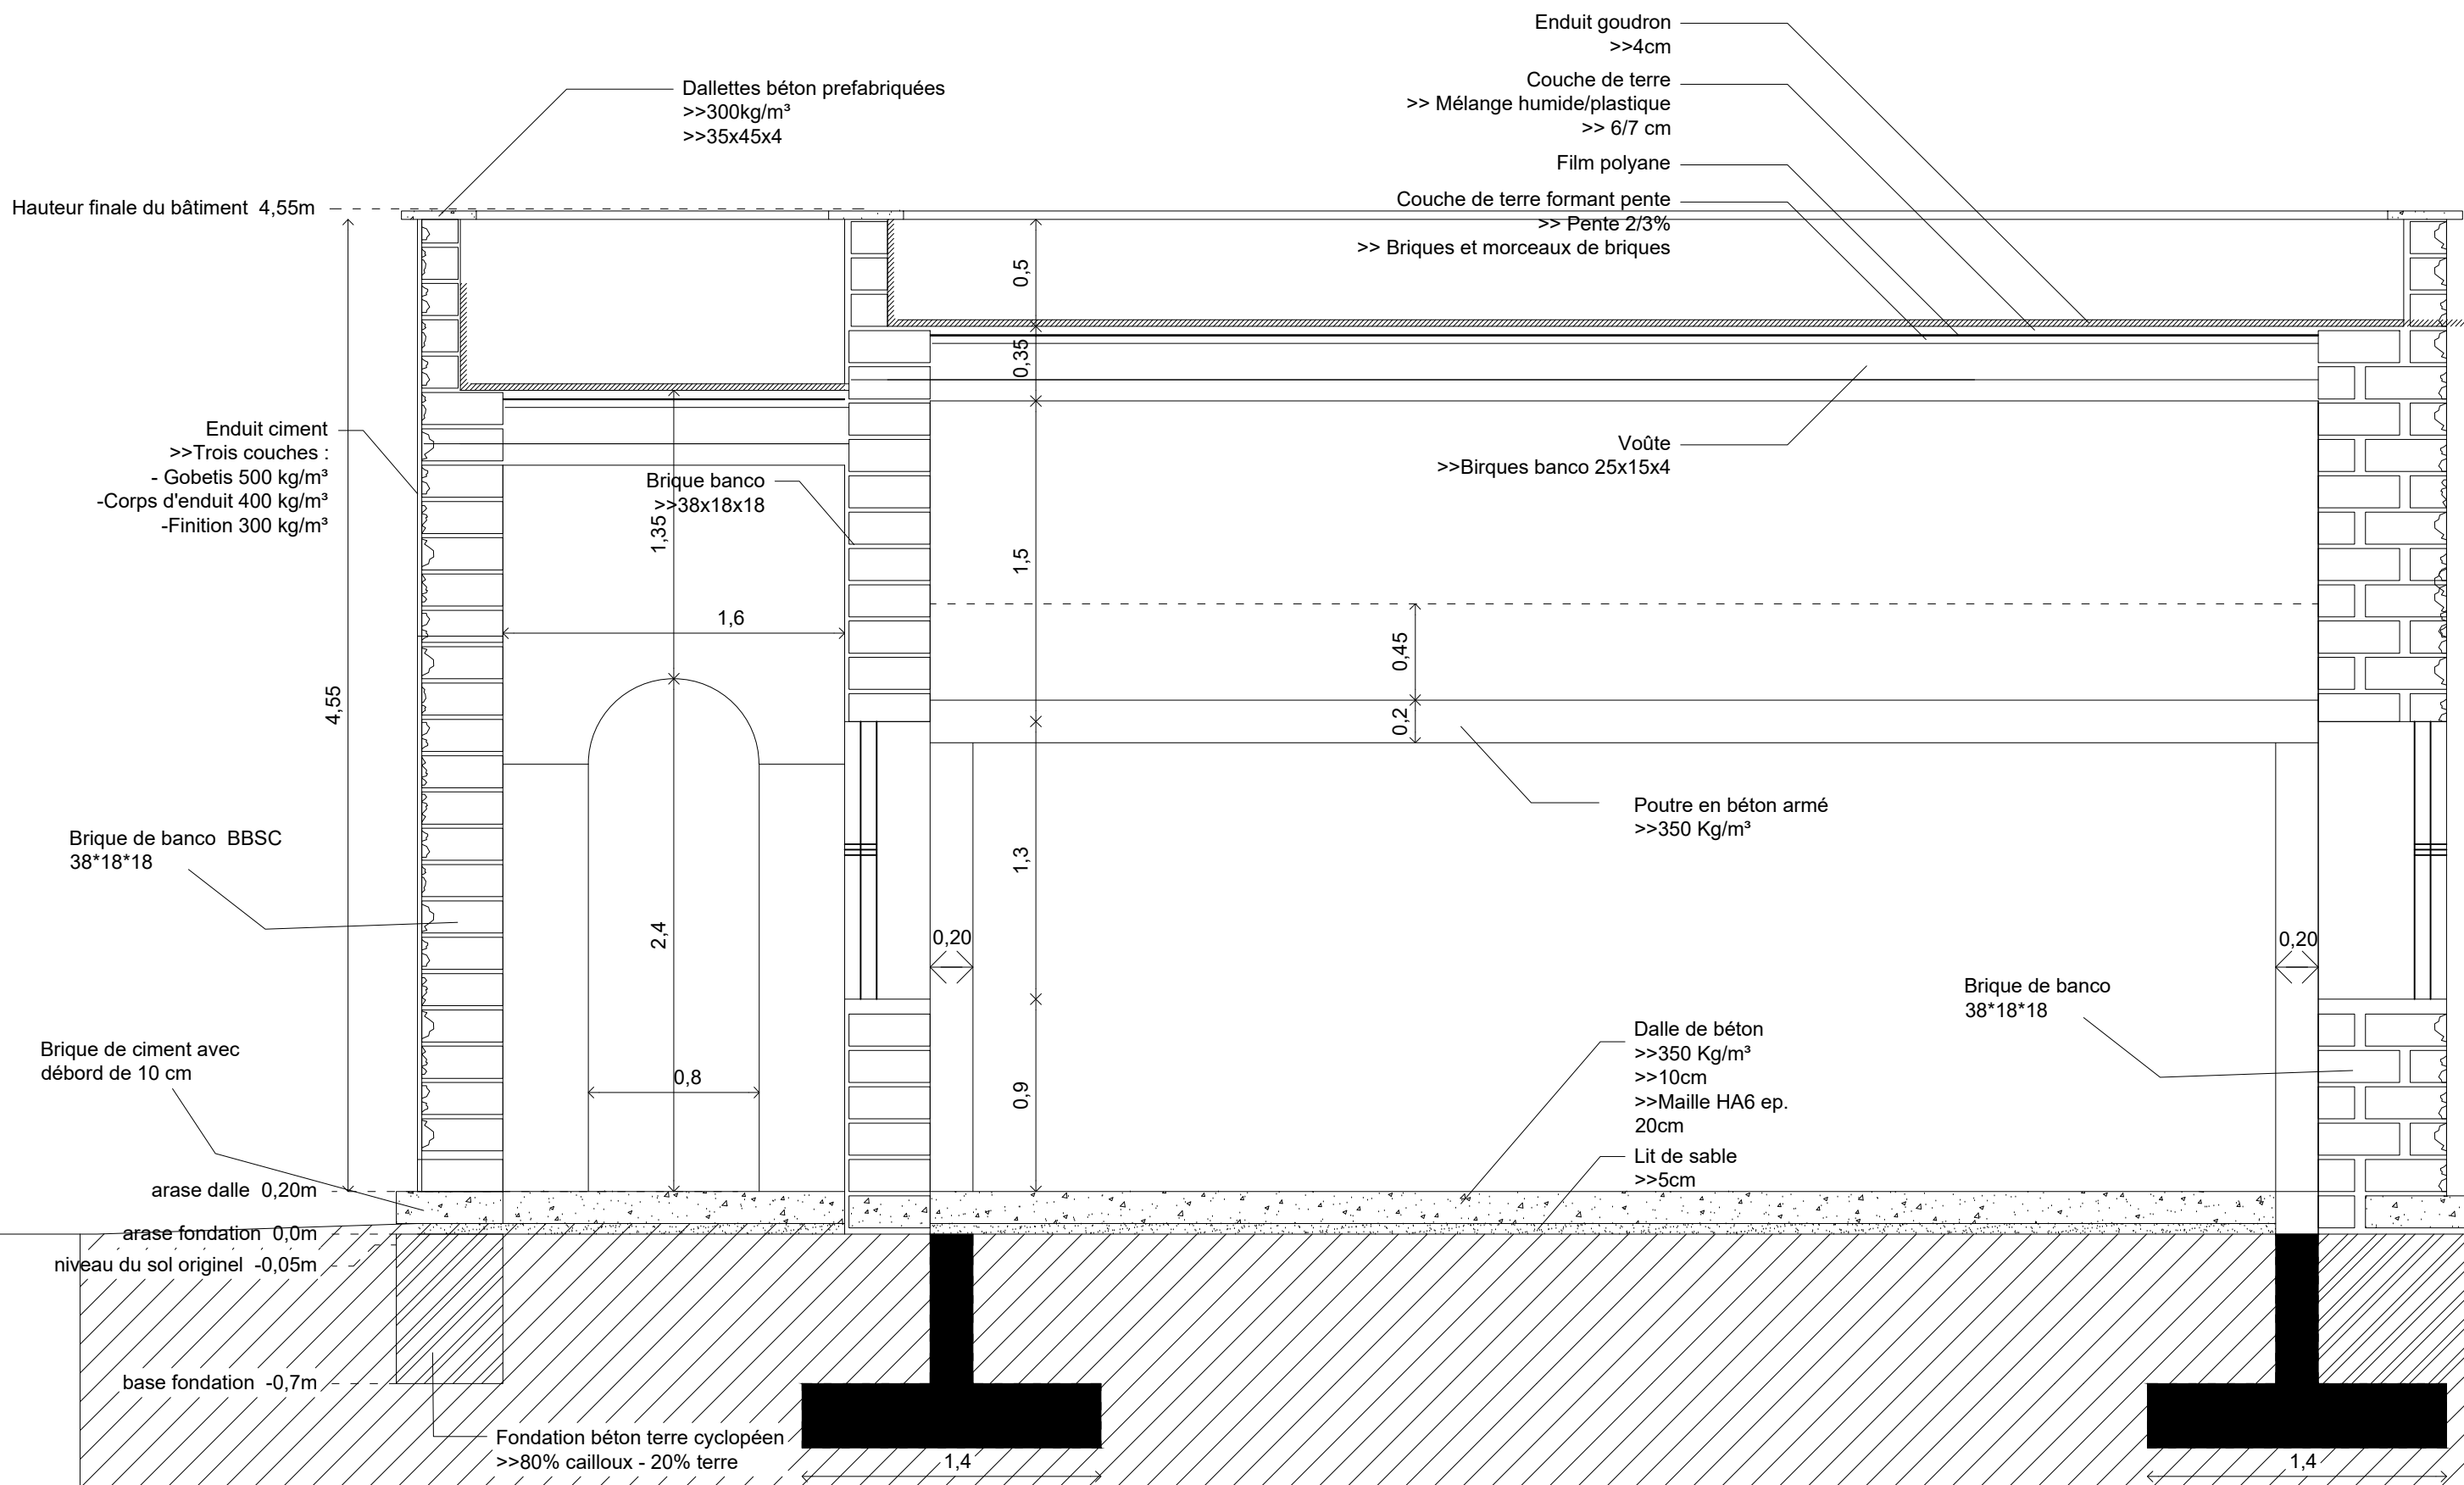 Enduit goudron
>>4cm
Couche de terre
>> Mélange humide/plastique
>> 6/7 cm
Film polyane
Couche de terre formant pente
>> Pente 2/3%
>> Briques et morceaux de briques
Dallettes béton prefabriquées
>>300kg/m³
>>35x45x4
Hauteur finale du bâtiment 4,55m
0,5
0,35
Enduit ciment
>>Trois couches :
- Gobetis 500 kg/m³
-Corps d'enduit 400 kg/m³
-Finition 300 kg/m³
Voûte
>>Birques banco 25x15x4
Brique banco
>>38x18x18
1,35
1,5
1,6
0,45
4,55
0,2
Poutre en béton armé
>>350 Kg/m³
Brique de banco BBSC
38*18*18
1,3
2,4
0,20
0,20
Brique de banco
38*18*18
Brique de ciment avec
débord de 10 cm
0,8
0,9
Dalle de béton
>>350 Kg/m³
>>10cm
>>Maille HA6 ep.
20cm
Lit de sable
>>5cm
arase dalle 0,20m
arase fondation 0,0m
niveau du sol originel -0,05m
base fondation -0,7m
Fondation béton terre cyclopéen
>>80% cailloux - 20% terre
1,4
1,4